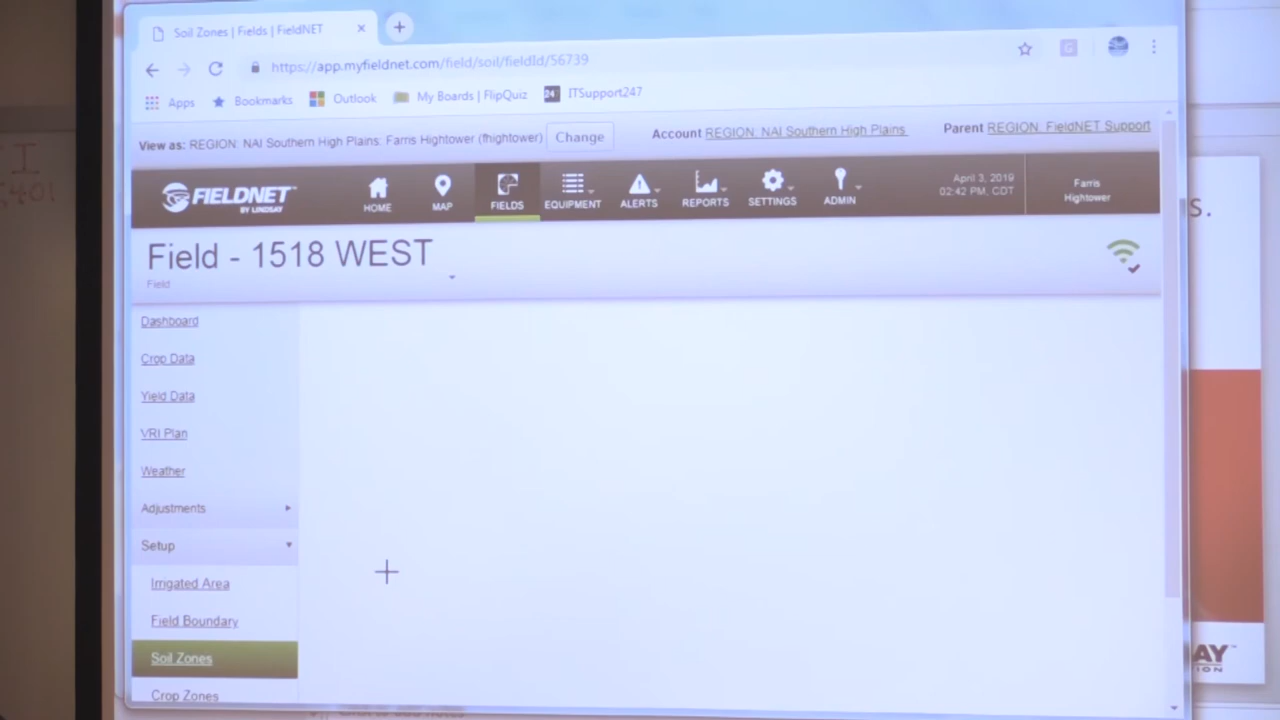 Soil Zones | Fields | FieldNET
https://app.myfieldnet.com/field/soil/fieldId/56739
Apps Bookmarks Outlook My Boards | FlipQuiz 24 ITSupport247
View as: REGION: NAI Southern High Plains: Farris Hightower (fhightower) Change Account REGION: NAI Southern High Plains Parent REGION: FieldNET Support
FIELDNET™
BY LINDSAY
HOME MAP FIELDS EQUIPMENT ALERTS REPORTS SETTINGS ADMIN
April 3, 2019
02:42 PM, CDT
Farris
Hightower
Field - 1518 WEST
Field
Dashboard
Crop Data
Yield Data
VRI Plan
Weather
Adjustments
Setup
Irrigated Area
Field Boundary
Soil Zones
Crop Zones
s.
AY™
ION